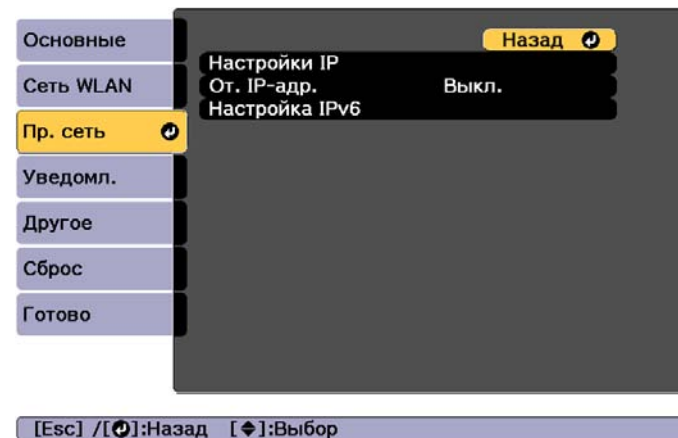 Основные
Сеть WLAN
Пр. сеть
Уведомл.
Другое
Сброс
Готово
Назад
Настройки IP
От. IP-адр. Выкл.
Настройка IPv6
[Esc] /[ ]:Назад [ ]:Выбор